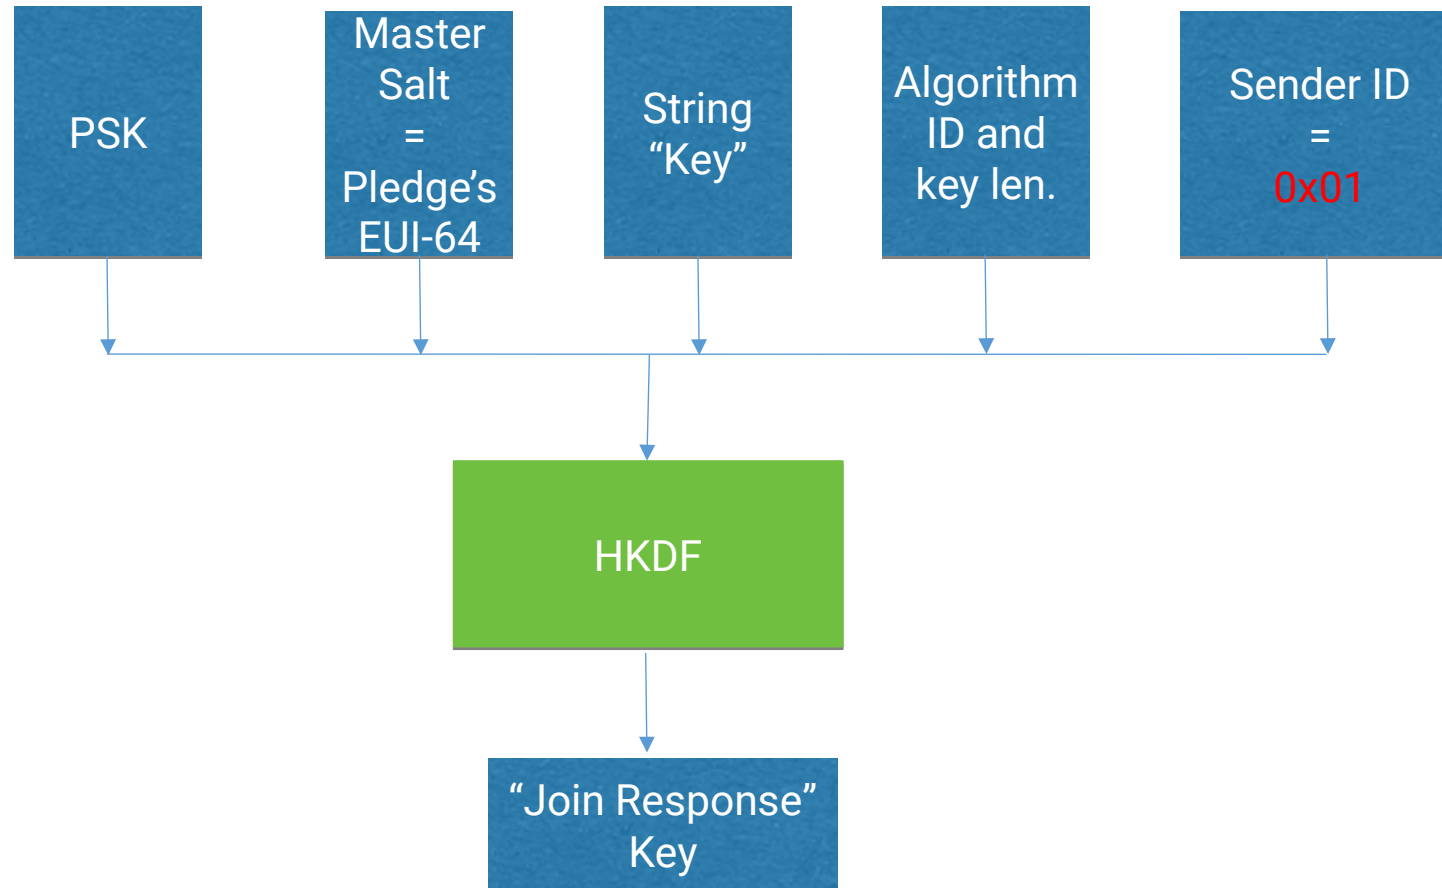 PSK
Master
Salt
=
Pledge’s
EUI-64
String
“Key”
Algorithm
ID and
key len.
Sender ID
=
0x01
HKDF
“Join Response”
Key